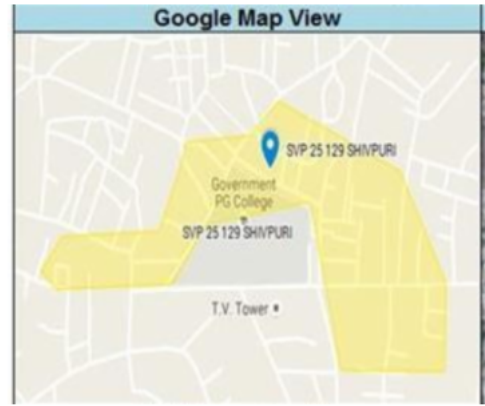 Google Map View
SVP 25 129 SHIVPURI
Government
PG College
SVP 25 129 SHIVPURI
T.V. Tower